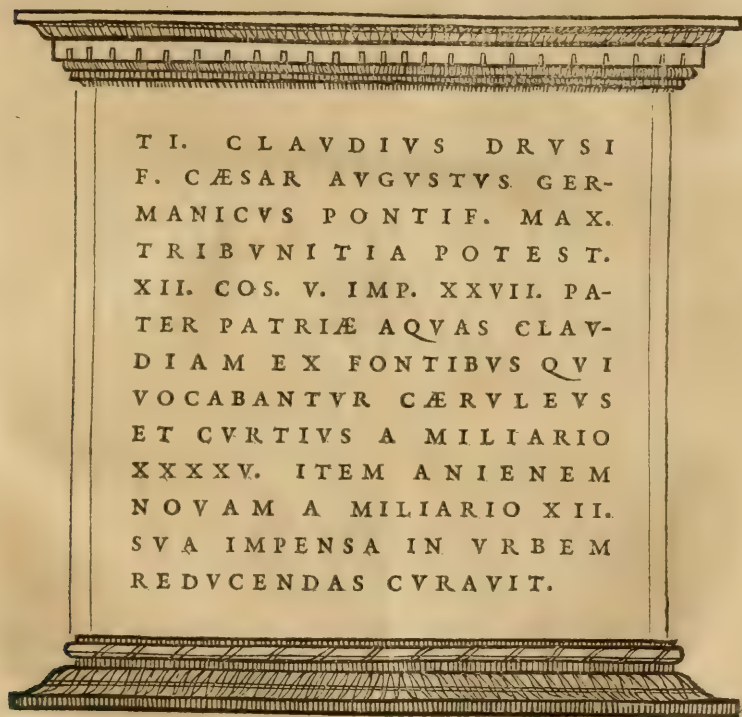 TI. CLAVDIVS DRVSI
F. CÆSAR AVGVSTVS GER-
MANICVS PONTIF. MAX.
TRIBVNITIA POTEST.
XII. COS. V. IMP. XXVII. PA-
TER PATRIÆ AQVAS CLAV-
DIAM EX FONTIBVS QVI
VOCABANTVR CÆRVLEVS
ET CVRTIVS A MILIARIO
XXXXV. ITEM ANIENEM
NOVAM A MILIARIO XII.
SVA IMPENSA IN VRBEM
REDVCENDAS CVRAVIT.